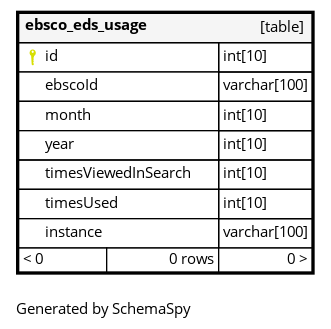 ebsco_eds_usage [table]
id int[10]
ebscoId varchar[100]
month int[10]
year int[10]
timesViewedInSearch int[10]
timesUsed int[10]
instance varchar[100]
< 0 0 rows 0 >
Generated by SchemaSpy